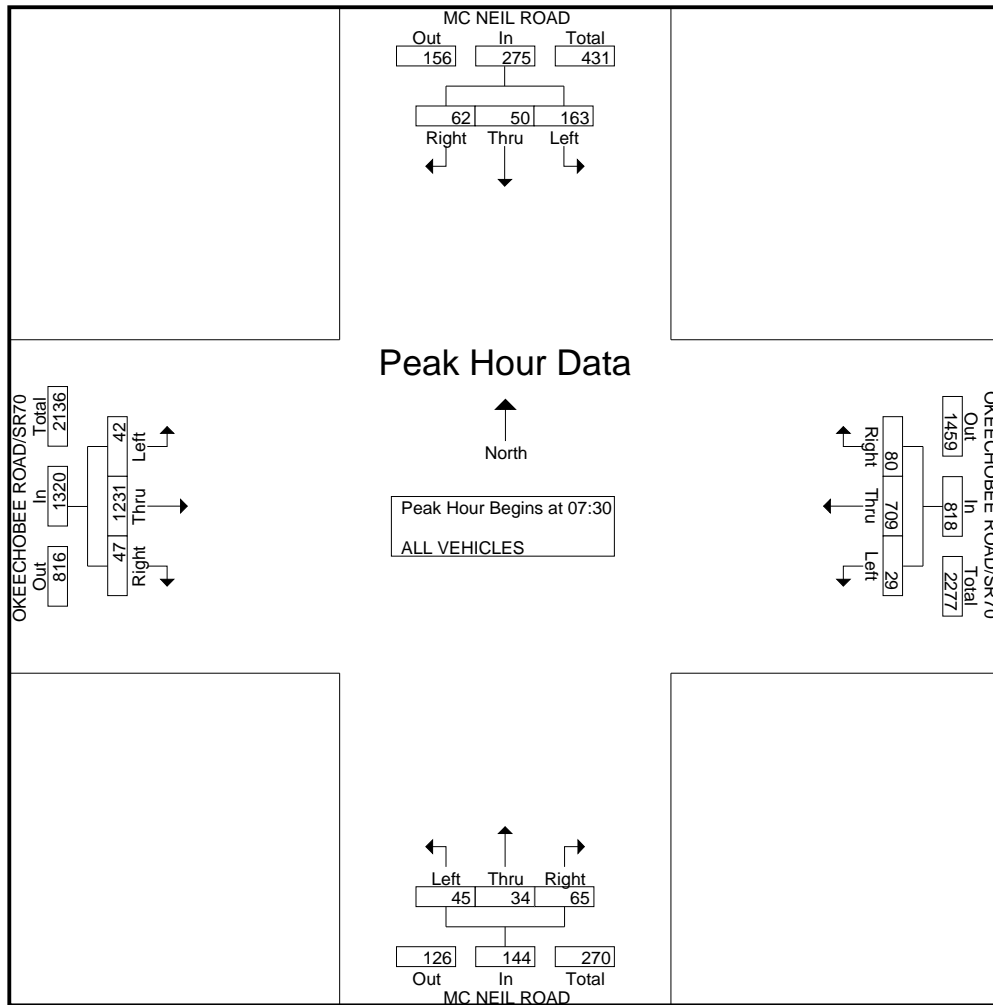 MC NEIL ROAD
Out In Total
156 275 431
62 50 163
Right Thru Left
Peak Hour Data
North
Peak Hour Begins at 07:30
ALL VEHICLES
OKEECHOBEE ROAD/SR70
Out In Total
816 1320 2136
47 1231 42
Right Thru Left
OKEECHOBEE ROAD/SR70
Out In Total
1459 818 2277
80 709 29
Right Thru Left
Left Thru Right
45 34 65
126 144 270
Out In Total
MC NEIL ROAD